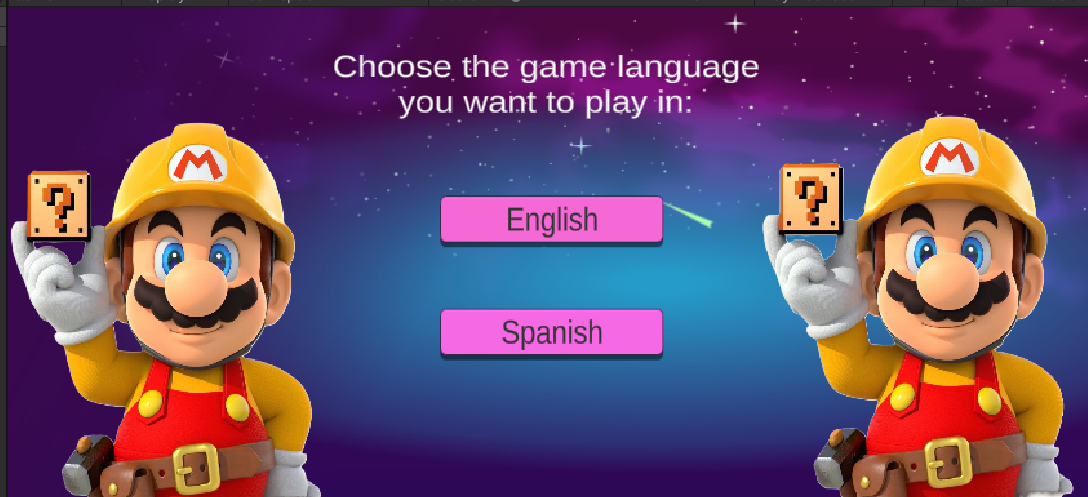 Choose the game language
you want to play in:
M
M
?
?
English
Spanish